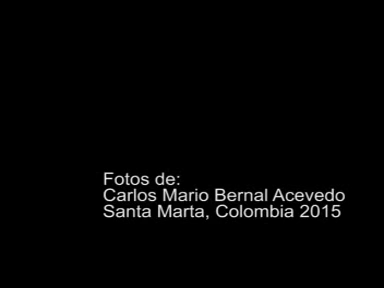 Fotos de:
Carlos Mario Bernal Acevedo
Santa Marta, Colombia 2015